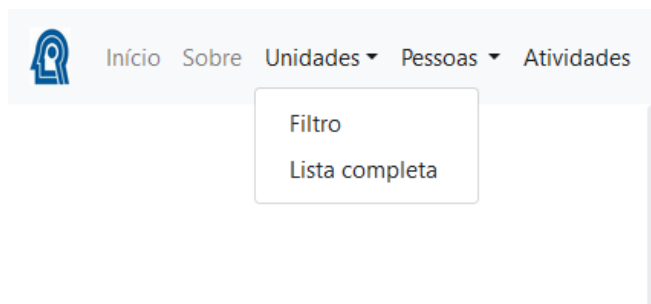 Início Sobre Unidades Pessoas Atividades
Filtro
Lista completa